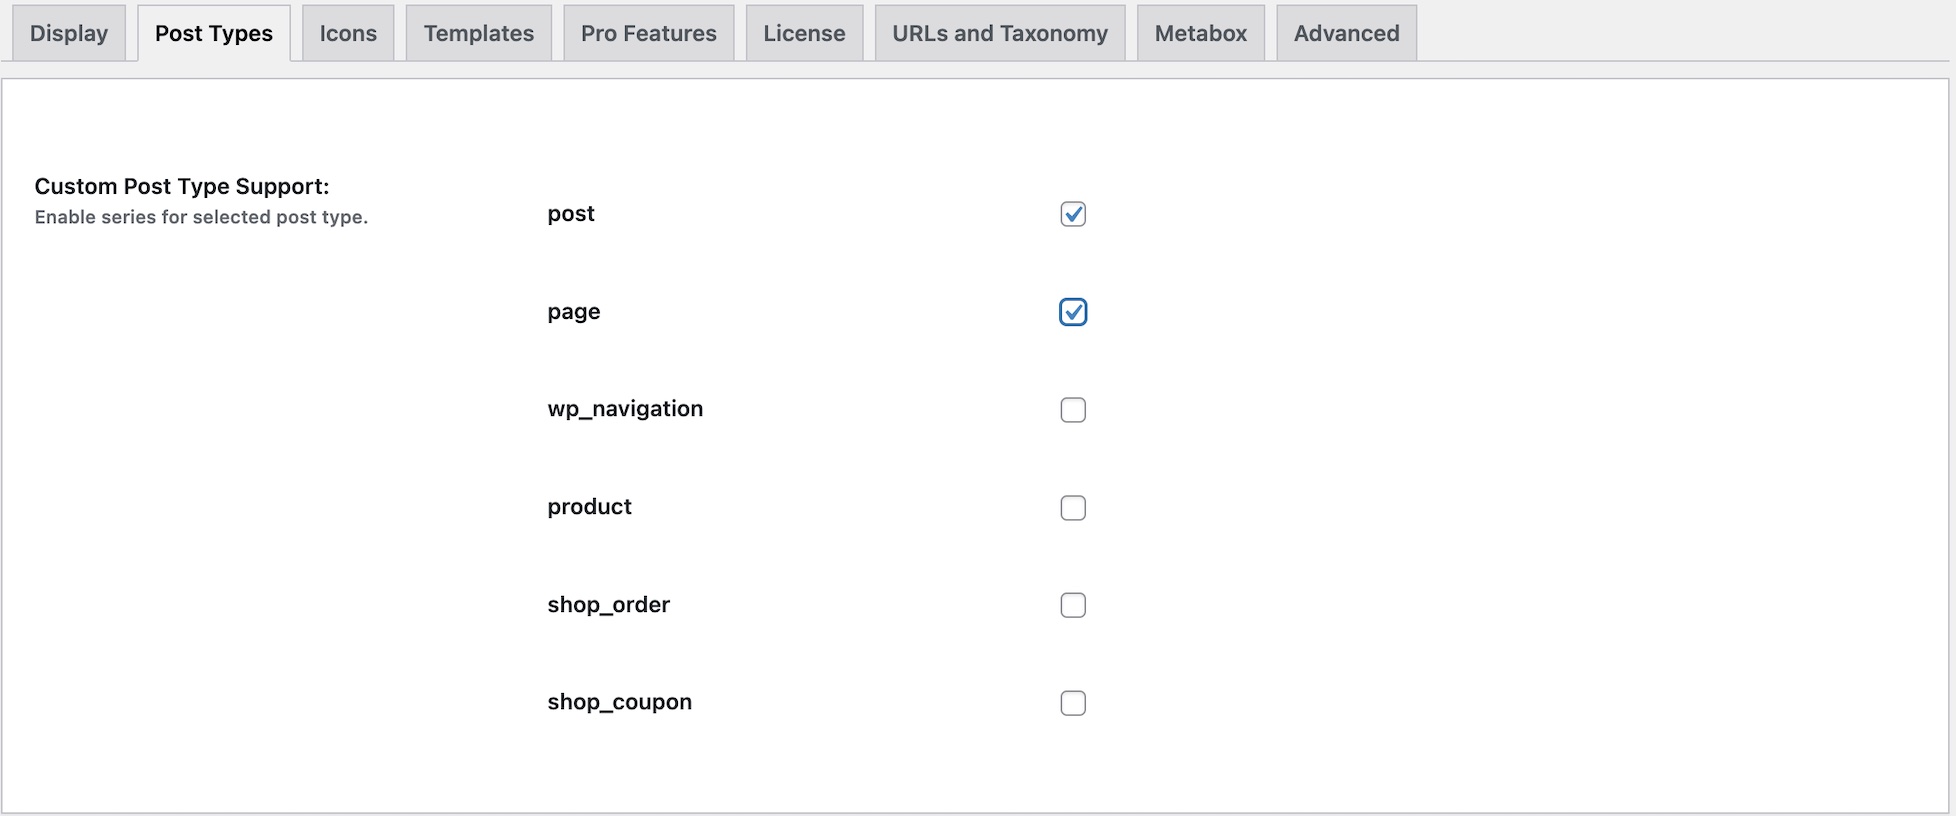 Display Post Types Icons Templates Pro Features License URLs and Taxonomy Metabox Advanced
Custom Post Type Support:
Enable series for selected post type.
post
page
wp_navigation
product
shop_order
shop_coupon